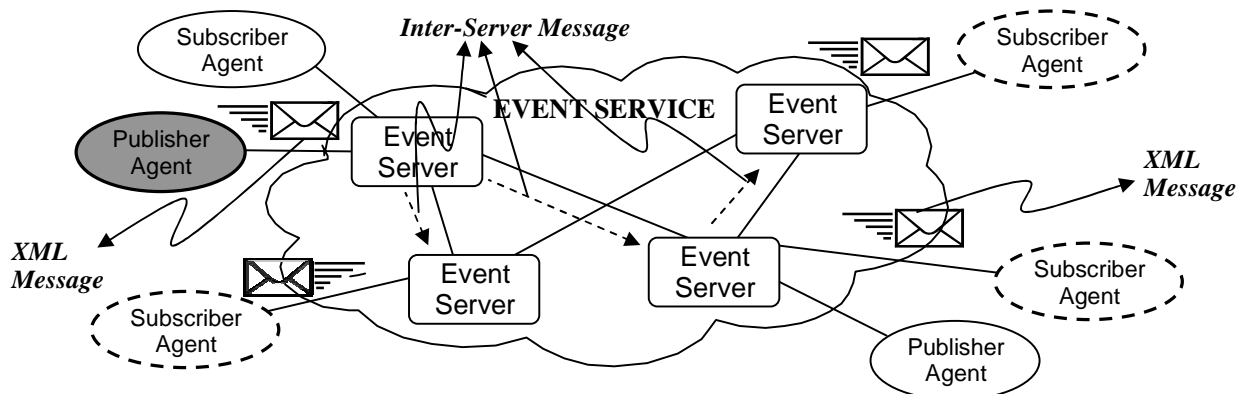 Subscriber
Agent
Inter-Server Message
Subscriber
Agent
EVENT SERVICE
Event
Server
Publisher
Agent
Event
Server
XML
Message
XML
Message
Event
Server
Event
Server
Subscriber
Agent
Subscriber
Agent
Publisher
Agent